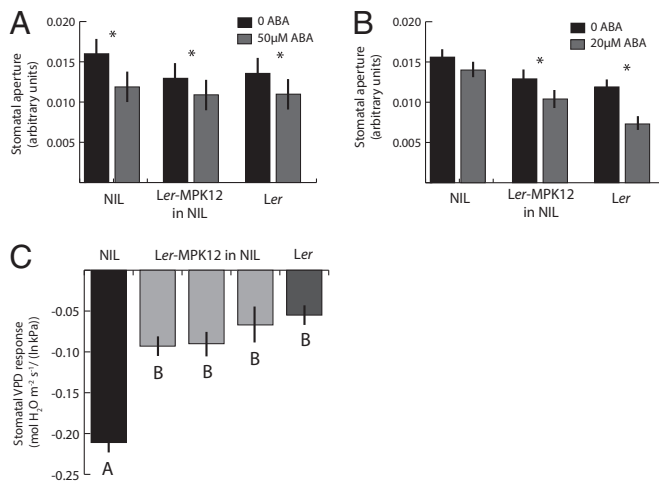 A
0.020
0.015
0.010
0.005
Stomatal aperture
(arbitrary units)
*
*
*
0 ABA
50µM ABA
NIL
Ler-MPK12
in NIL
Ler
B
0.020
0.015
0.010
0.005
Stomatal aperture
(arbitrary units)
*
*
0 ABA
20µM ABA
NIL
Ler-MPK12
in NIL
Ler
C
NIL
Ler-MPK12 in NIL
Ler
-0.05
-0.10
-0.15
-0.20
-0.25
Stomatal VPD response
(mol H₂O m⁻² s⁻¹/ (ln kPa))
A
B
B
B
B